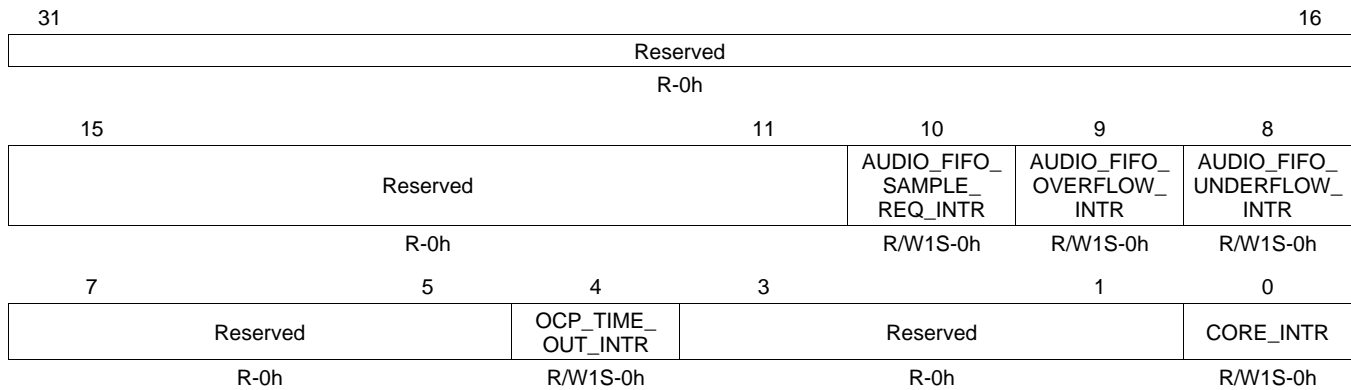 31 16
Reserved
R-0h
15 11 10 9 8
Reserved
AUDIO_FIFO_
SAMPLE_
REQ_INTR
AUDIO_FIFO_
OVERFLOW_
INTR
AUDIO_FIFO_
UNDERFLOW_
INTR
R-0h R/W1S-0h R/W1S-0h R/W1S-0h
7 5 4 3 1 0
Reserved
OCP_TIME_
OUT_INTR
Reserved
CORE_INTR
R-0h R/W1S-0h R-0h R/W1S-0h